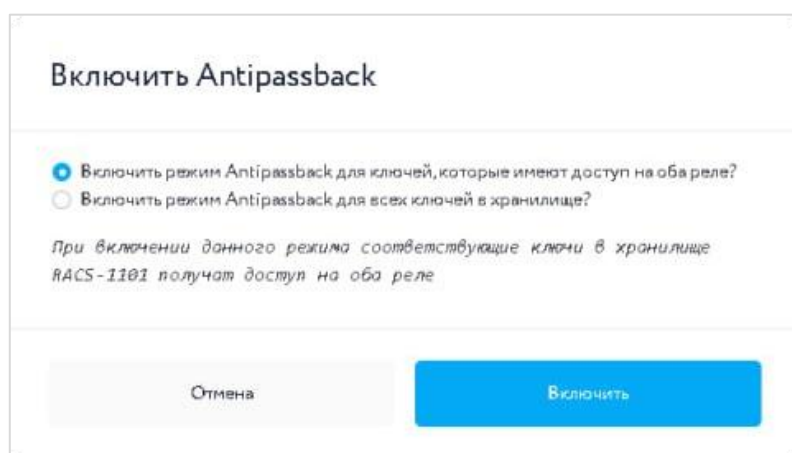 Включить Antipassback
Включить режим Antipassback для ключей, которые имеют доступ на оба реле?
Включить режим Antipassback для всех ключей в хранилище?
При включении данного режима соответствующие ключи в хранилище
RACS-1101 получат доступ на оба реле
Отмена
Включить